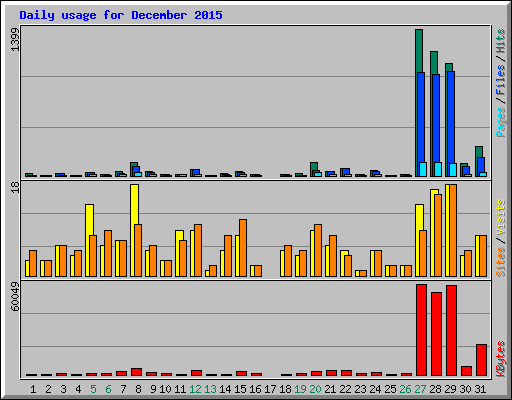 Daily usage for December 2015
1399
Pages / Files / Hits
18
Sites / Visits
60049
KBytes
1 2 3 4 5 6 7 8 9 10 11 12 13 14 15 16 17 18 19 20 21 22 23 24 25 26 27 28 29 30 31